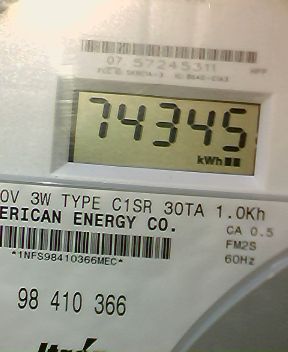 07 57245311
74345
kWh
0V 3W TYPE C1SR 30TA 1.0Kh
ERICAN ENERGY CO.
CA 0.5
FM2S
*1NFS98410366MEC*
60Hz
98 410 366
Itron